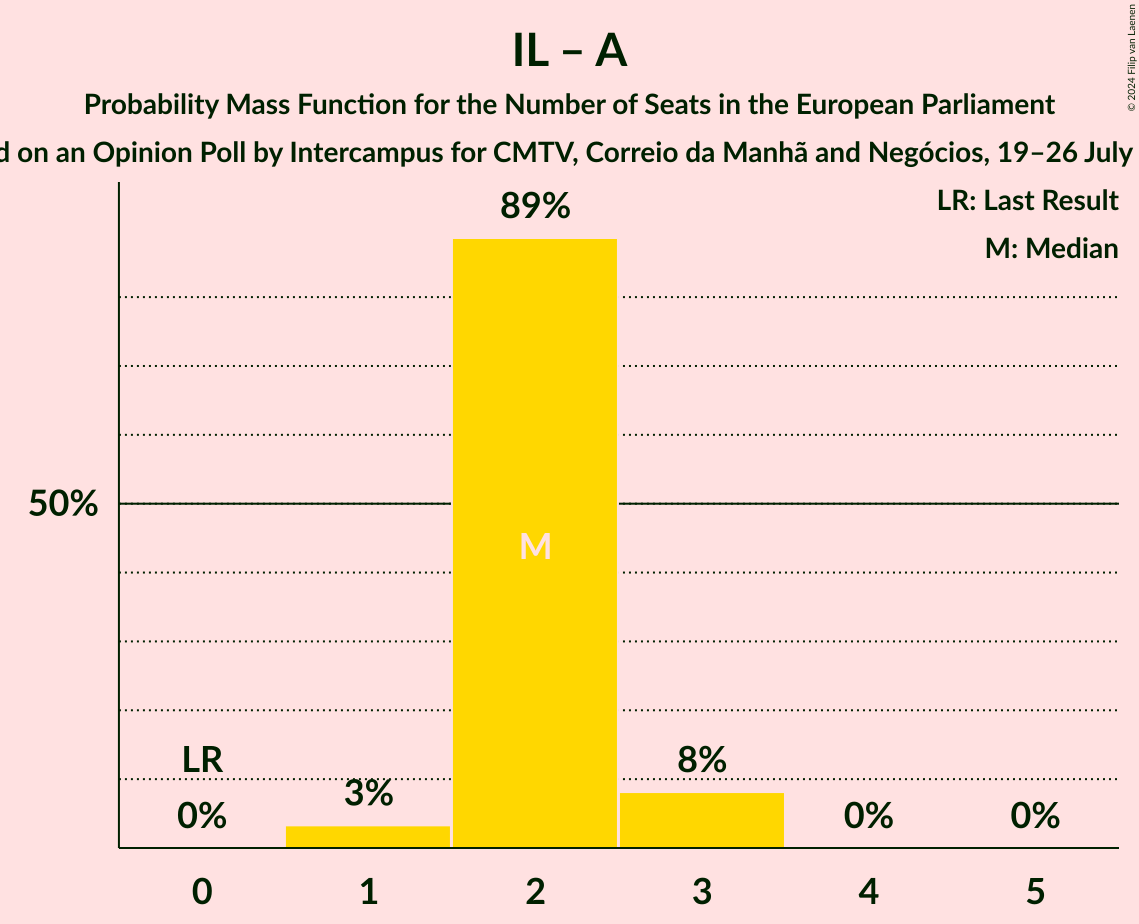 IL – A
Probability Mass Function for the Number of Seats in the European Parliament
on an Opinion Poll by Intercampus for CMTV, Correio da Manhã and Negócios, 19–26 July
© 2024 Filip van Laenen
LR: Last Result
M: Median
89%
50%
M
LR
0%
3%
8%
0%
0%
0 1 2 3 4 5